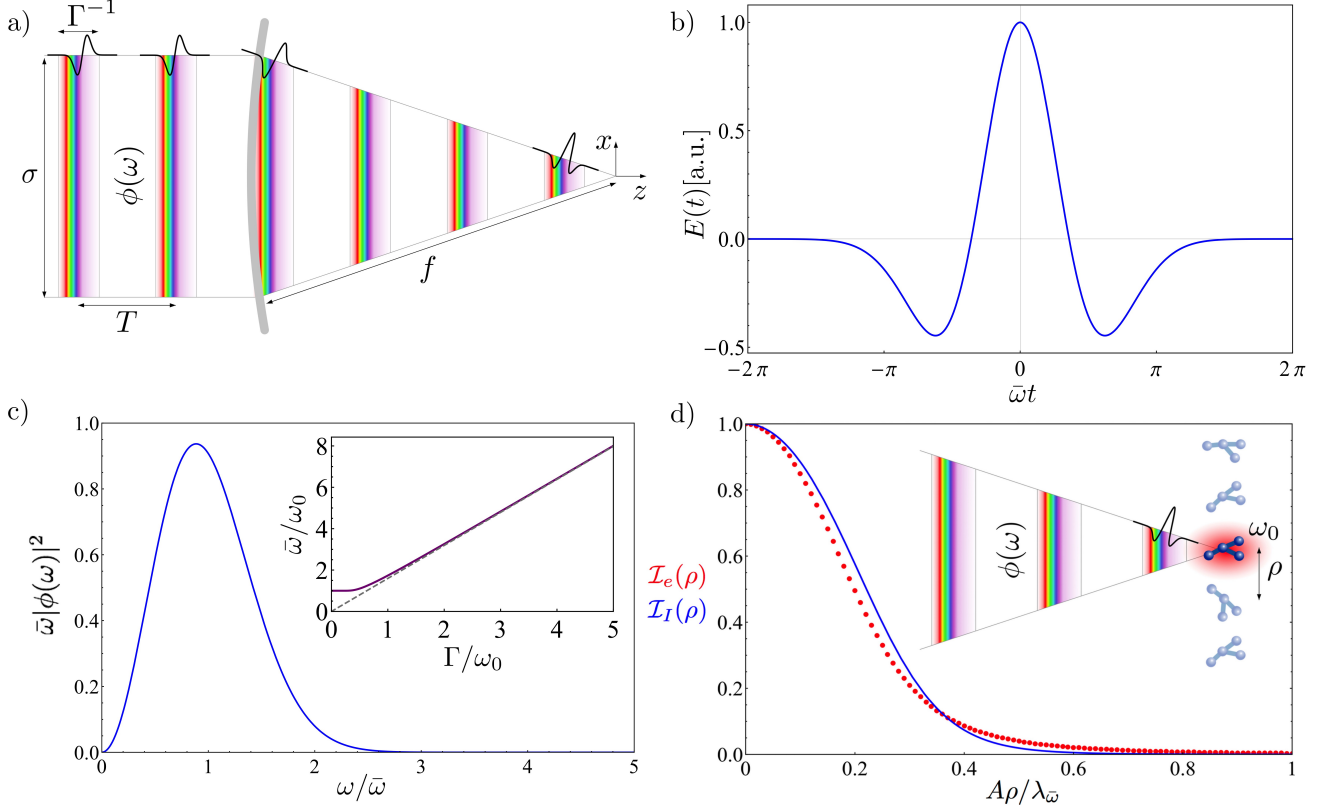 a)
Γ⁻¹
σ
ϕ(ω)
T
f
x
z
b)
E(t)[a.u.]
1.0
0.5
0.0
−0.5
−2π
−π
0
π
2π
ω̄t
c)
ω̄|ϕ(ω)|²
1.0
0.8
0.6
0.4
0.2
0.0
0
1
2
3
4
5
ω/ω̄
ω̄/ω₀
8
6
4
2
0
0
1
2
3
4
5
Γ/ω₀
d)
ℐₑ(ρ)
ℐ_I(ρ)
1.0
0.8
0.6
0.4
0.2
0.0
0
0.2
0.4
0.6
0.8
1
Aρ/λ_ω̄
ϕ(ω)
ω₀
ρ